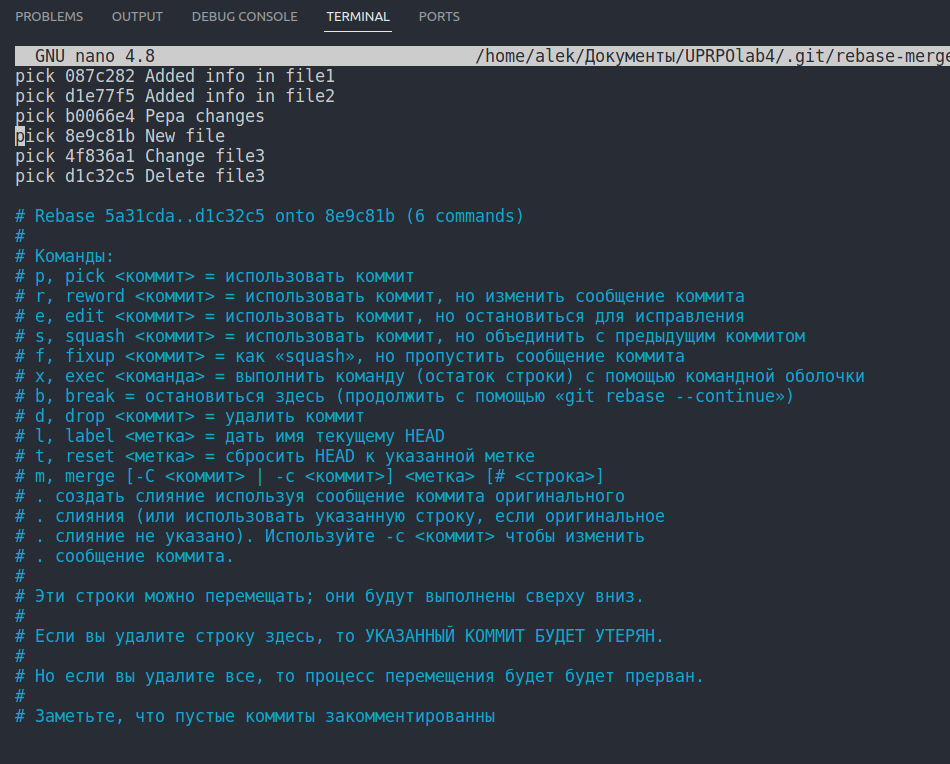 PROBLEMS OUTPUT DEBUG CONSOLE TERMINAL PORTS
GNU nano 4.8 /home/alek/Документы/UPRPOlab4/.git/rebase-merge
pick 087c282 Added info in file1
pick d1e77f5 Added info in file2
pick b0066e4 Pepa changes
pick 8e9c81b New file
pick 4f836a1 Change file3
pick d1c32c5 Delete file3
# Rebase 5a31cda..d1c32c5 onto 8e9c81b (6 commands)
#
# Команды:
# p, pick <коммит> = использовать коммит
# r, reword <коммит> = использовать коммит, но изменить сообщение коммита
# e, edit <коммит> = использовать коммит, но остановиться для исправления
# s, squash <коммит> = использовать коммит, но объединить с предыдущим коммитом
# f, fixup <коммит> = как «squash», но пропустить сообщение коммита
# x, exec <команда> = выполнить команду (остаток строки) с помощью командной оболочки
# b, break = остановиться здесь (продолжить с помощью «git rebase --continue»)
# d, drop <коммит> = удалить коммит
# l, label <метка> = дать имя текущему HEAD
# t, reset <метка> = сбросить HEAD к указанной метке
# m, merge [-C <коммит> | -c <коммит>] <метка> [# <строка>]
# . создать слияние используя сообщение коммита оригинального
# . слияния (или использовать указанную строку, если оригинальное
# . слияние не указано). Используйте -c <коммит> чтобы изменить
# . сообщение коммита.
#
# Эти строки можно перемещать; они будут выполнены сверху вниз.
#
# Если вы удалите строку здесь, то УКАЗАННЫЙ КОММИТ БУДЕТ УТЕРЯН.
#
# Но если вы удалите все, то процесс перемещения будет будет прерван.
#
# Заметьте, что пустые коммиты закомментированны